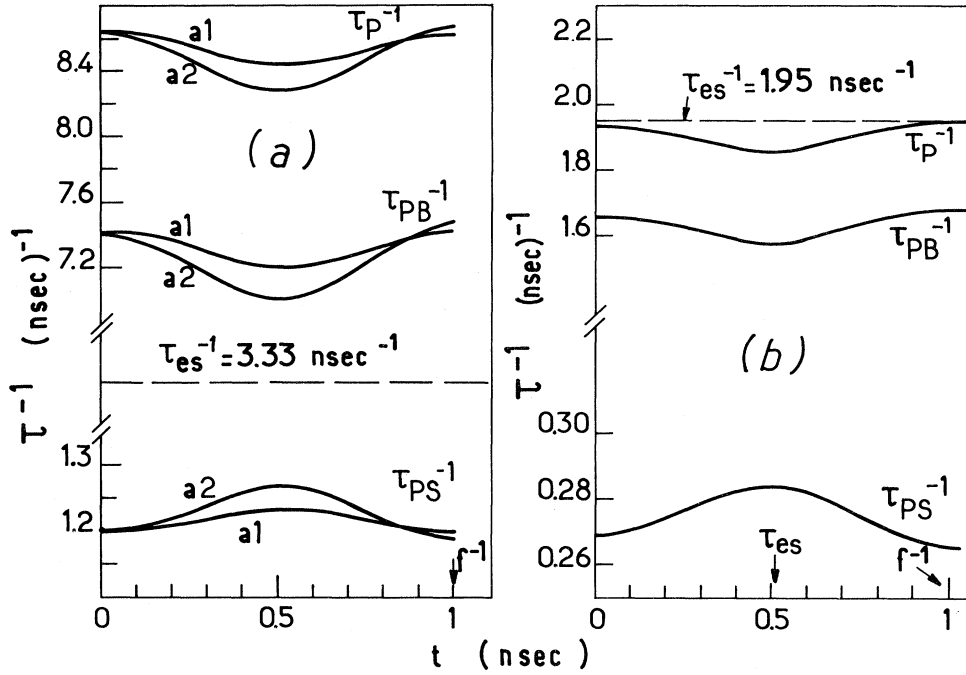 τ⁻¹ (nsec)⁻¹
8.4
8.0
7.6
7.2
1.3
1.2
a1
a2
τP⁻¹
(a)
τPB⁻¹
a1
a2
τes⁻¹=3.33 nsec⁻¹
a2
a1
τPS⁻¹
f⁻¹
0
0.5
1
τ⁻¹ (nsec)⁻¹
2.2
2.0
1.8
1.6
0.30
0.28
0.26
τes⁻¹=1.95 nsec⁻¹
τP⁻¹
τPB⁻¹
(b)
τPS⁻¹
τes
f⁻¹
0
0.5
1
t (nsec)